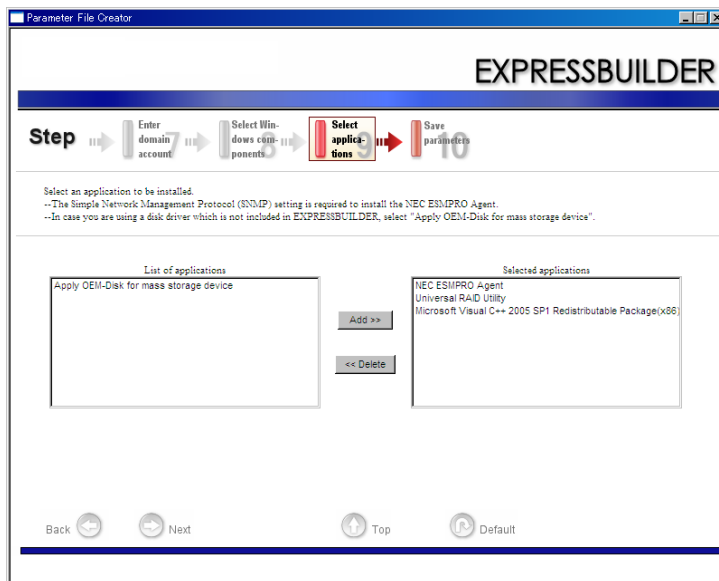 Parameter File Creator
EXPRESSBUILDER
Step
Enter
domain
account
7
Select Win-
dows com-
ponents
8
Select
applica-
tions
9
Save
parameters
10
Select an application to be installed.
--The Simple Network Management Protocol (SNMP) setting is required to install the NEC ESMPRO Agent.
--In case you are using a disk driver which is not included in EXPRESSBUILDER, select "Apply OEM-Disk for mass storage device".
List of applications
Apply OEM-Disk for mass storage device
Add >>
<< Delete
Selected applications
NEC ESMPRO Agent
Universal RAID Utility
Microsoft Visual C++ 2005 SP1 Redistributable Package(x86)
Back
Next
Top
Default